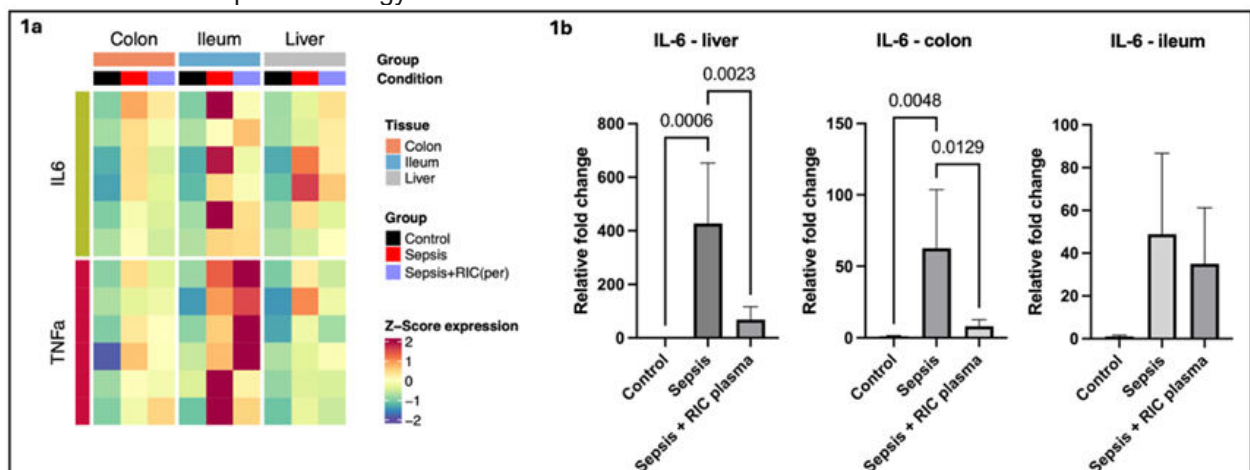 1a
Colon Ileum Liver
Group
Condition
IL6
TNFa
Tissue
Colon
Ileum
Liver
Group
Control
Sepsis
Sepsis+RIC(per)
Z-Score expression
2
1
0
−1
−2
1b
IL-6 - liver
0.0023
0.0006
Relative fold change
800
600
400
200
0
Control
Sepsis
Sepsis + RIC plasma
IL-6 - colon
0.0048
0.0129
Relative fold change
150
100
50
0
Control
Sepsis
Sepsis + RIC plasma
IL-6 - ileum
Relative fold change
100
80
60
40
20
0
Control
Sepsis
Sepsis + RIC plasma